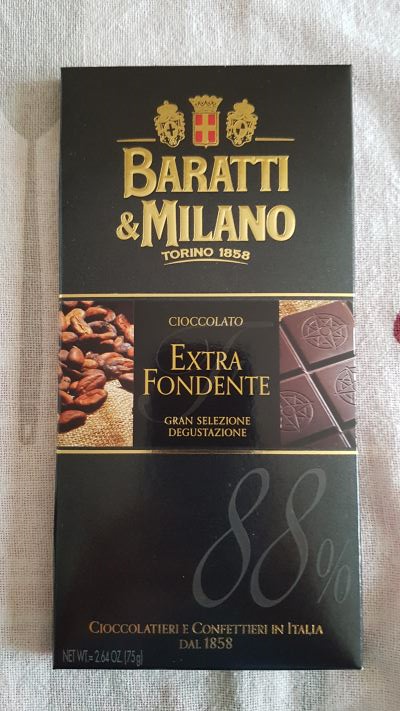 BARATTI
& MILANO
TORINO 1858
CIOCCOLATO
EXTRA
FONDENTE
GRAN SELEZIONE
DEGUSTAZIONE
88%
CIOCCOLATIERI E CONFETTIERI IN ITALIA
DAL 1858
NET WT.= 2.64 OZ. (75g)